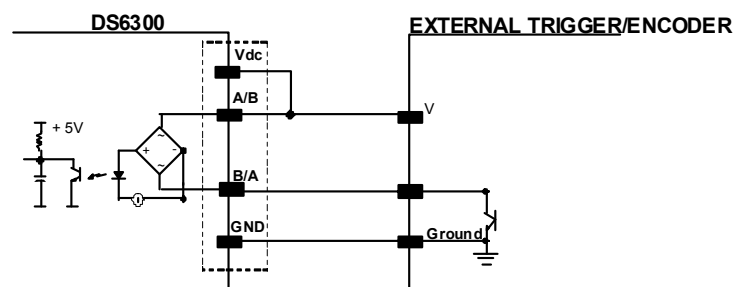 DS6300
EXTERNAL TRIGGER/ENCODER
Vdc
A/B
V
+ 5V
~
+ -
~
B/A
GND
Ground